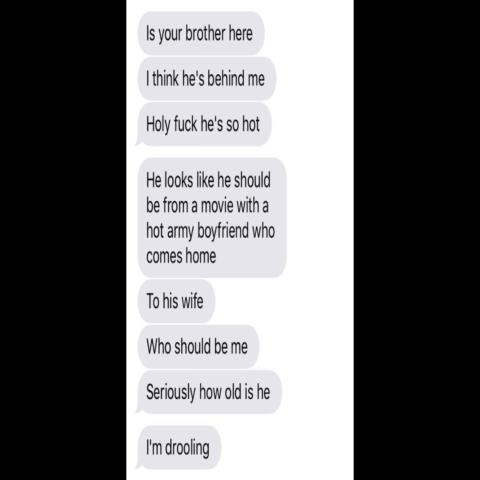 Is your brother here
I think he's behind me
Holy fuck he's so hot
He looks like he should
be from a movie with a
hot army boyfriend who
comes home
To his wife
Who should be me
Seriously how old is he
I'm drooling